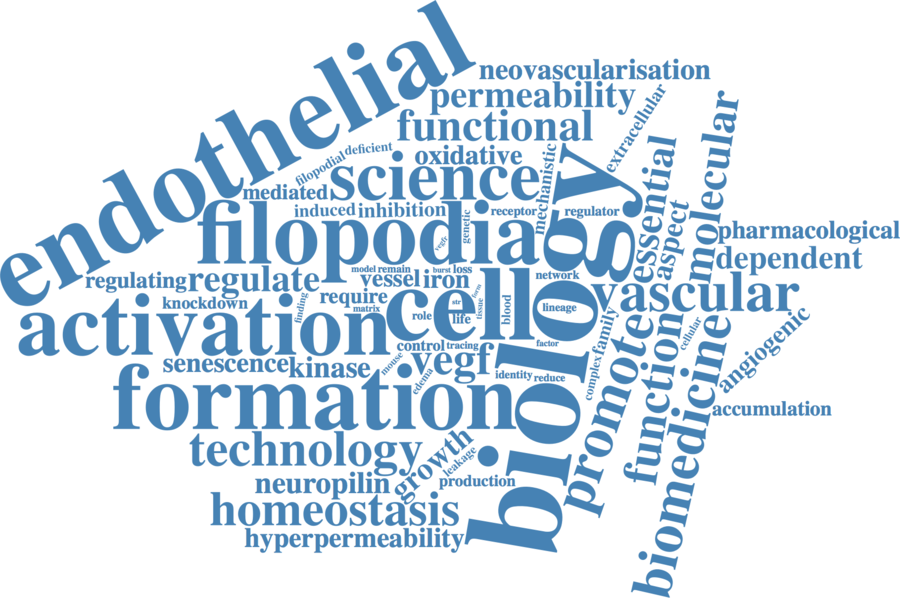 endothelial
neovascularisation
permeability
extracellular
functional
filopodial
deficient
oxidative
mechanistic
mediated
science
essential
molecular
induced
inhibition
receptor
regulator
genetic
aspect
filopodia
vegfr
biology
pharmacological
dependent
regulating
regulate
model
remain
burst
loss
vessel
iron
network
form
vascular
require
cell
str
tissue
blood
lineage
knockdown
finding
matrix
role
life
activation
family
cellular
angiogenic
control
tracing
factor
senescence
kinase
mouse
vegf
edema
identity
reduce
complex
promote
function
biomedicine
formation
accumulation
technology
growth
leakage
neuropilin
production
homeostasis
hyperpermeability